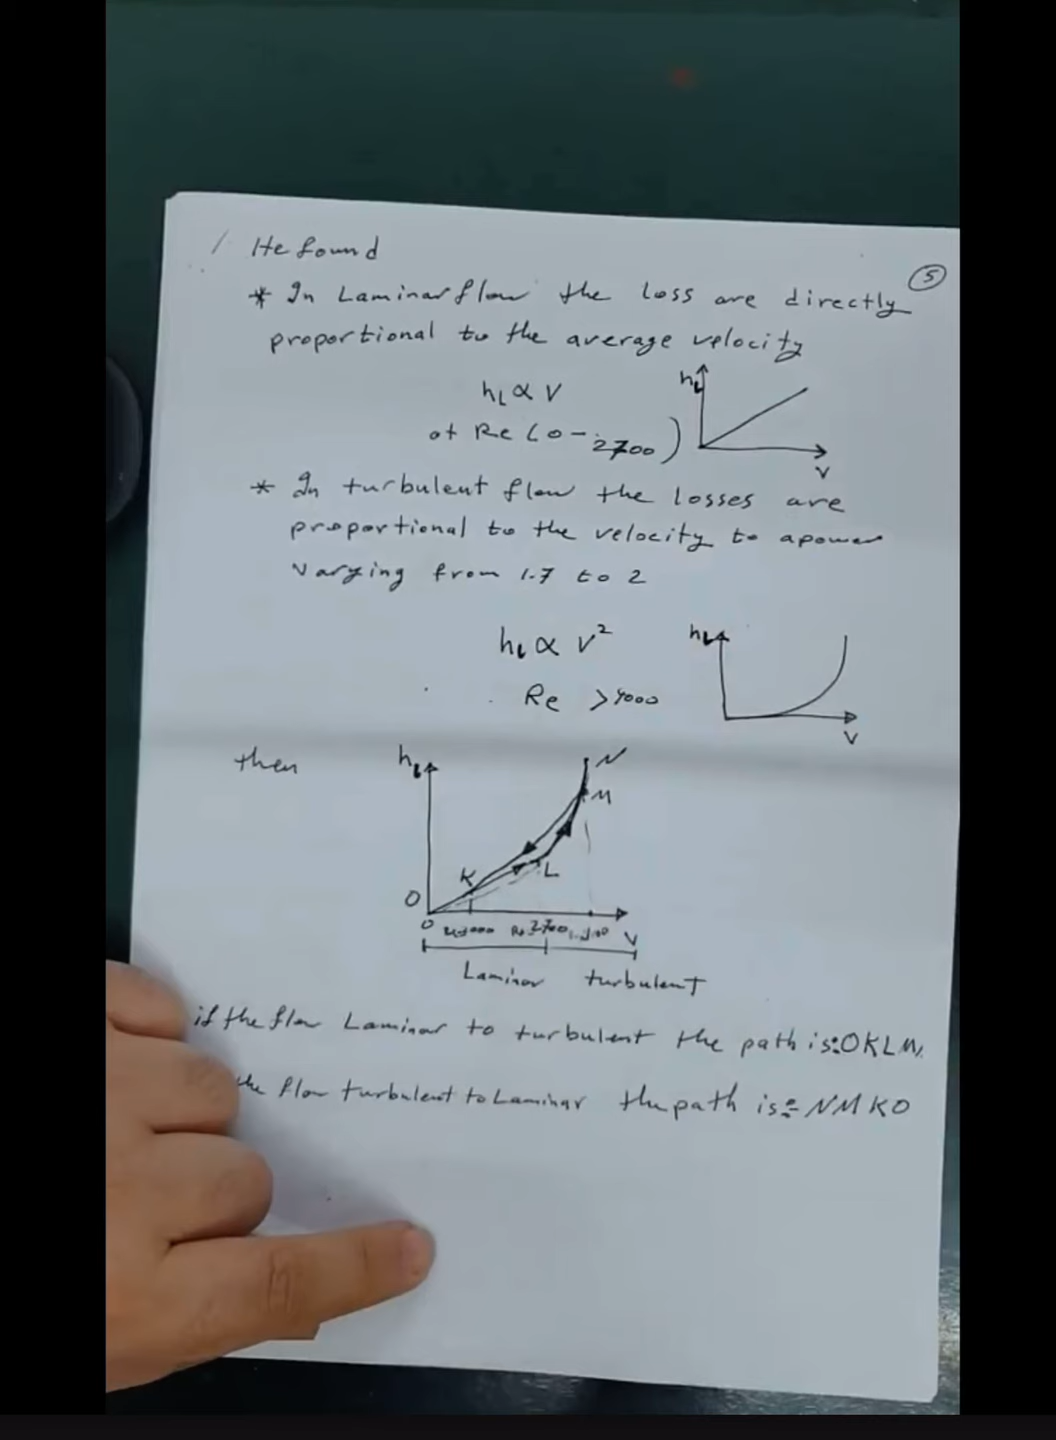 He found
5
* In Laminar flow the Loss are directly
proportional to the average velocity
hL ∝ V
at Re (0 - 2700)
hL
V
* In turbulent flow the losses are
proportional to the velocity to a power
Varying from 1.7 to 2
hL ∝ V²
Re > 4000
hL
V
then
hL
N
M
K
L
O
0
Re 2700
V
Laminar turbulent
if the flow Laminar to turbulent the path is: OKLM
the flow turbulent to Laminar the path is:- NMKO